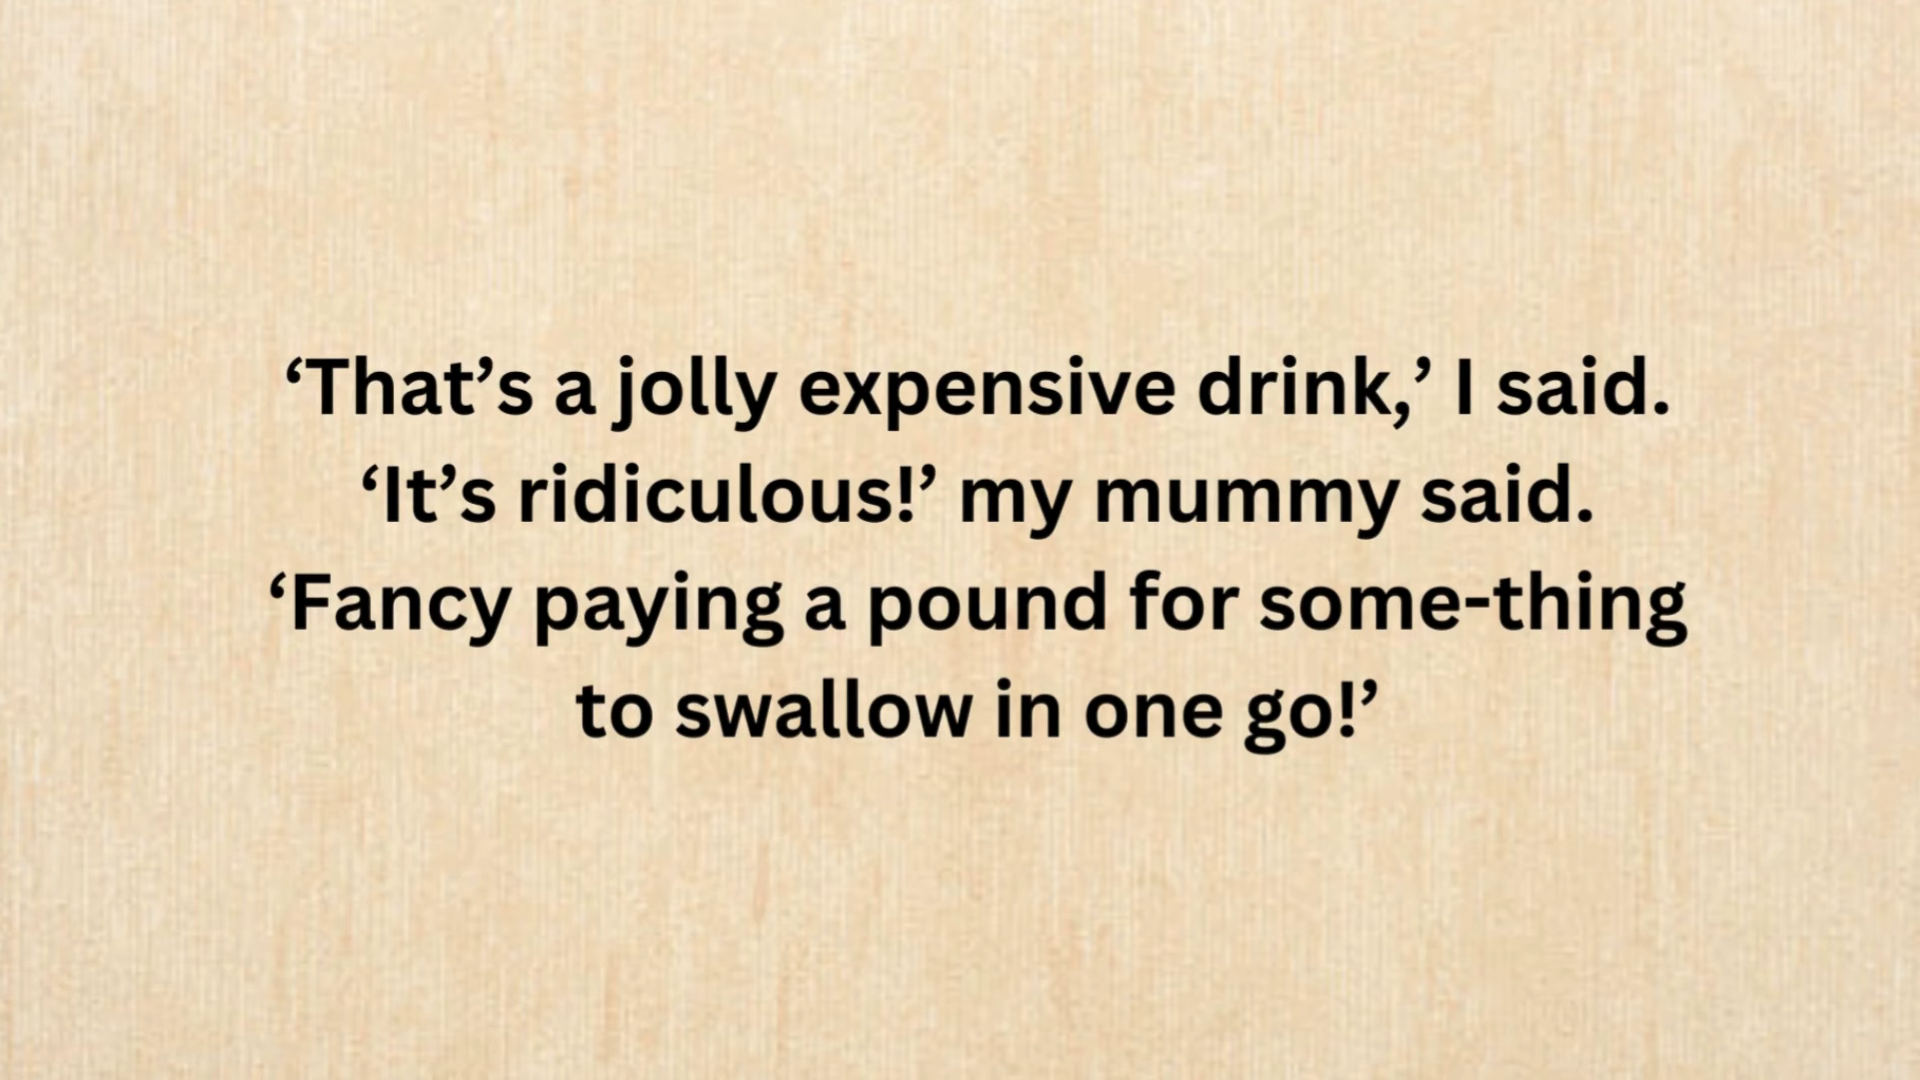 ‘That’s a jolly expensive drink,’ I said.
‘It’s ridiculous!’ my mummy said.
‘Fancy paying a pound for some-thing
to swallow in one go!’